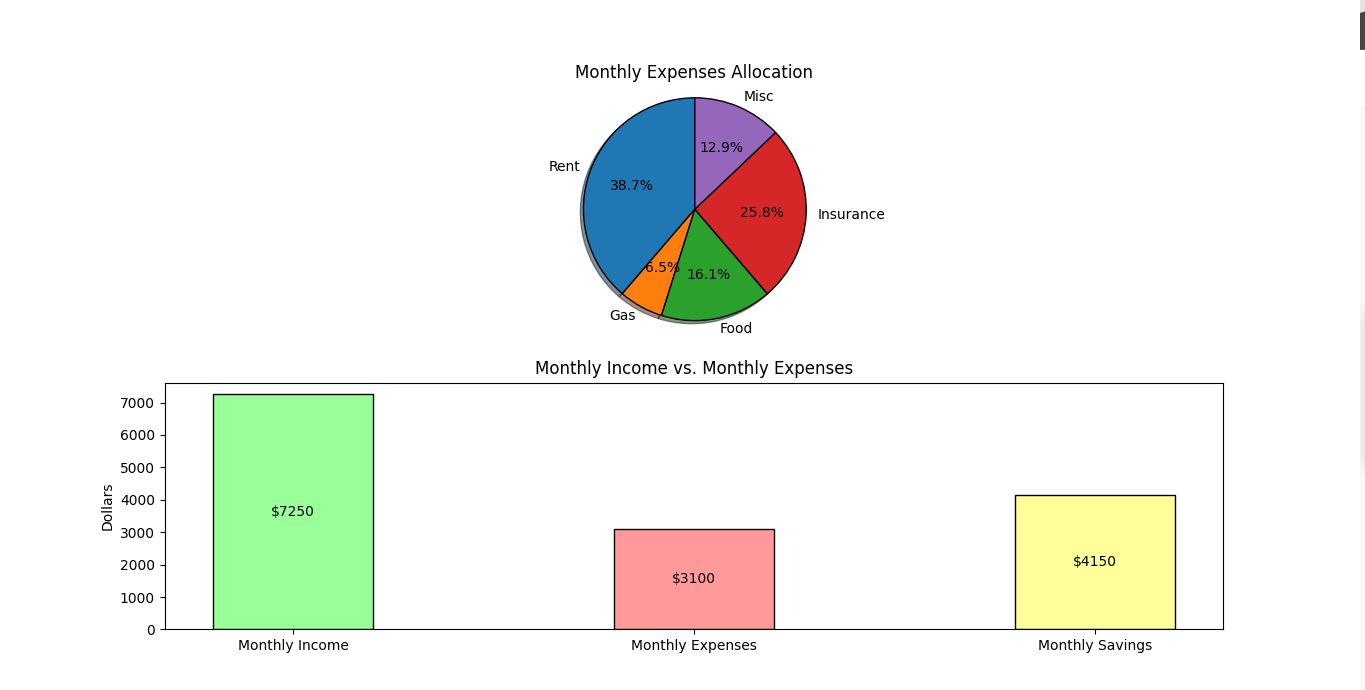 Monthly Expenses Allocation
Misc
12.9%
Rent
38.7%
25.8%
Insurance
6.5%
16.1%
Gas
Food
Monthly Income vs. Monthly Expenses
Dollars
7000
6000
5000
4000
3000
2000
1000
0
$7250
$3100
$4150
Monthly Income
Monthly Expenses
Monthly Savings